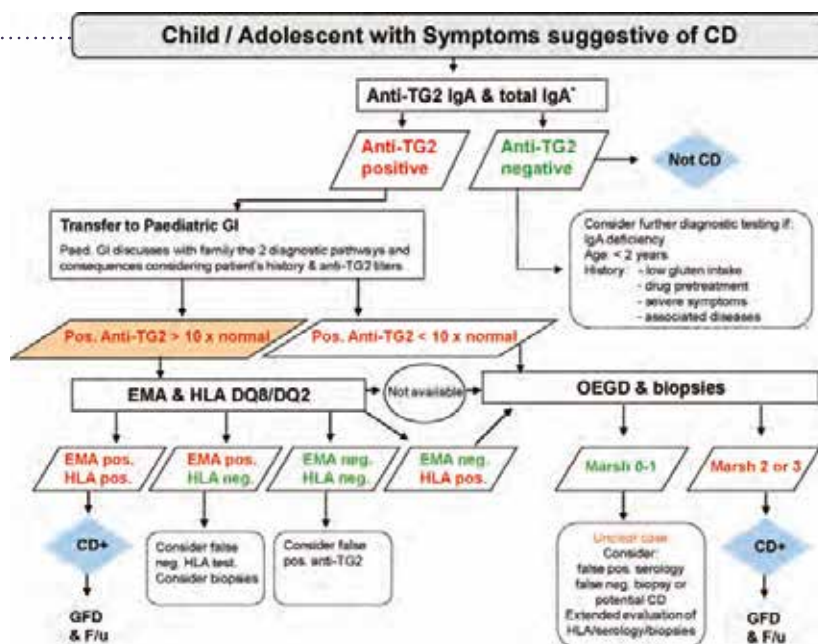 Child / Adolescent with Symptoms suggestive of CD
Anti-TG2 IgA & total IgA*
Anti-TG2
positive
Anti-TG2
negative
Not CD
Transfer to Paediatric GI
Paed. GI discusses with family the 2 diagnostic pathways and
consequences considering patient's history & anti-TG2 titers
Consider further diagnostic testing if:
IgA deficiency
Age: < 2 years
History: - low gluten intake
- drug pretreatment
- severe symptoms
- associated diseases
Pos. Anti-TG2 > 10 x normal
Pos. Anti-TG2 < 10 x normal
EMA & HLA DQ8/DQ2
Not available
OEGD & biopsies
EMA pos.
HLA pos.
EMA pos.
HLA neg.
EMA neg.
HLA neg.
EMA neg.
HLA pos.
Marsh 0-1
Marsh 2 or 3
CD+
Consider false
neg. HLA test.
Consider biopsies
Consider false
pos. anti-TG2
Unclear case
Consider:
false pos. serology
false neg. biopsy or
potential CD
Extended evaluation of
HLA/serology/biopsies
CD+
GFD
& F/u
GFD
& F/u